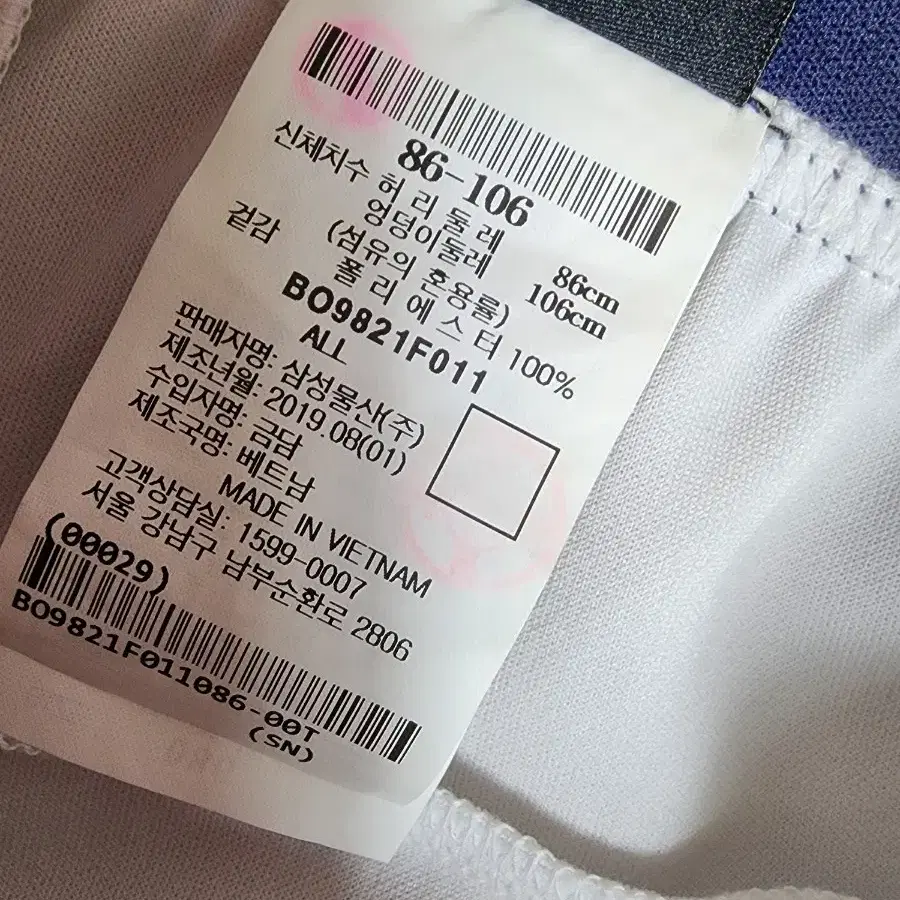 86-106
신체치수 허 리 둘 레 86cm
엉덩이둘레 106cm
(섬유의 혼용률)
겉감 폴 리 에 스 터 100%
BO9821F011
ALL
판매자명: 삼성물산(주)
제조년월: 2019.08(01)
수입자명: 금담
제조국명: 베트남
MADE IN VIETNAM
고객상담실: 1599-0007
서울 강남구 남부순환로 2806
(00029)
BO9821F011086-00T
(SN)